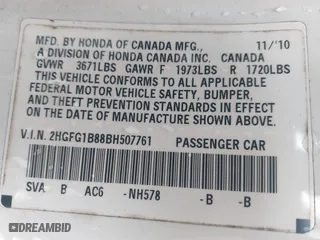 MFD. BY HONDA OF CANADA MFG., 11/'10
A DIVISION OF HONDA CANADA INC. CANADA
GVWR 3671LBS GAWR F 1973LBS R 1720LBS
THIS VEHICLE CONFORMS TO ALL APPLICABLE
FEDERAL MOTOR VEHICLE SAFETY, BUMPER,
AND THEFT PREVENTION STANDARDS IN EFFECT ON
THE DATE OF MANUFACTURE SHOWN ABOVE.
V.I.N. 2HGFG1B88BH507761 PASSENGER CAR
SVA B AC6 -NH578 -B -B
DREAMBID